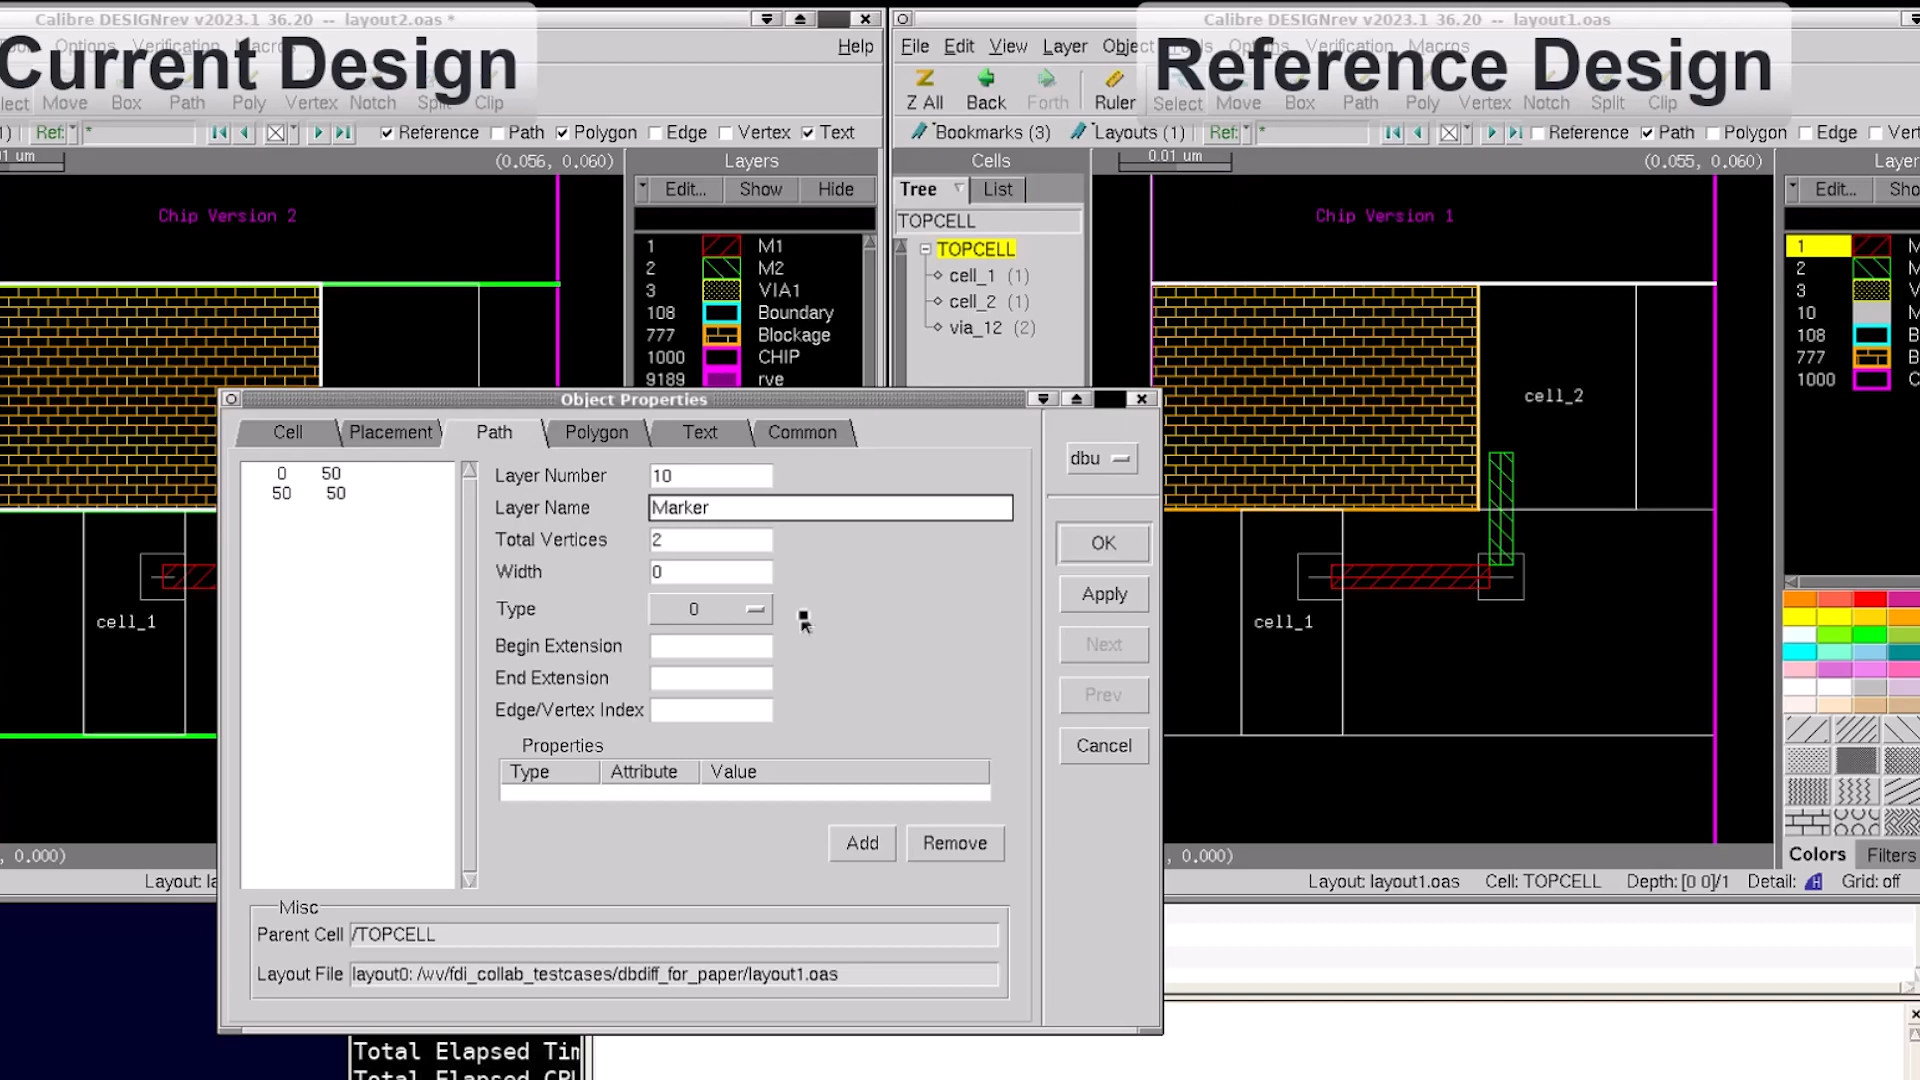 Calibre DESIGNrev v2023.1 36.20 -- layout2.oas *
Options Verification Macros Help
Current Design
Move Box Path Poly Vertex Notch Split Clip
Ref: * Reference Path Polygon Edge Vertex Text
(0.056, 0.060)
Layers
Edit... Show Hide
Chip Version 2
1 M1
2 M2
3 VIA1
108 Boundary
777 Blockage
1000 CHIP
9189 rve
cell_1
, 0.000)
Calibre DESIGNrev v2023.1 36.20 -- layout1.oas
File Edit View Layer Object Tools Options Verification Macros
Reference Design
Z All Back Forth Ruler Select Move Box Path Poly Vertex Notch Split Clip
Bookmarks (3) Layouts (1) Ref: * Reference Path Polygon Edge
Cells
0.01 um
(0.055, 0.060)
Tree List
Edit...
TOPCELL
TOPCELL
cell_1 (1)
cell_2 (1)
via_12 (2)
Chip Version 1
1
2
3
10
108
777
1000
cell_2
cell_1
Colors Filters
, 0.000)
Layout: layout1.oas Cell: TOPCELL Depth: [0 0]/1 Detail: Grid: off
Object Properties
Cell Placement Path Polygon Text Common
0 50
50 50
Layer Number 10
Layer Name Marker
Total Vertices 2
Width 0
Type 0
Begin Extension
End Extension
Edge/Vertex Index
Properties
Type Attribute Value
Add Remove
dbu
OK
Apply
Next
Prev
Cancel
Misc
Parent Cell /TOPCELL
Layout File layout0: /wv/fdi_collab_testcases/dbdiff_for_paper/layout1.oas
Total Elapsed
Total Elapsed